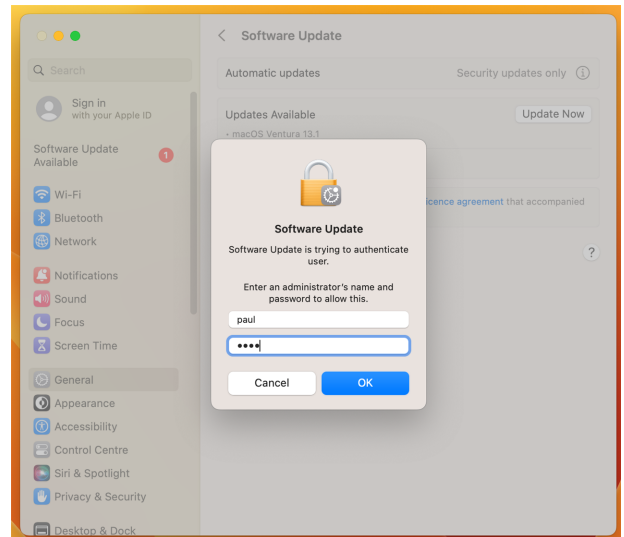 Software Update
Search
Automatic updates
Security updates only
Sign in
with your Apple ID
Updates Available
Update Now
• macOS Ventura 13.1
Software Update
Available
1
licence agreement that accompanied
?
Wi-Fi
Bluetooth
Network
Notifications
Sound
Focus
Screen Time
General
Appearance
Accessibility
Control Centre
Siri & Spotlight
Privacy & Security
Desktop & Dock
Software Update
Software Update is trying to authenticate
user.
Enter an administrator's name and
password to allow this.
paul
••••
Cancel
OK